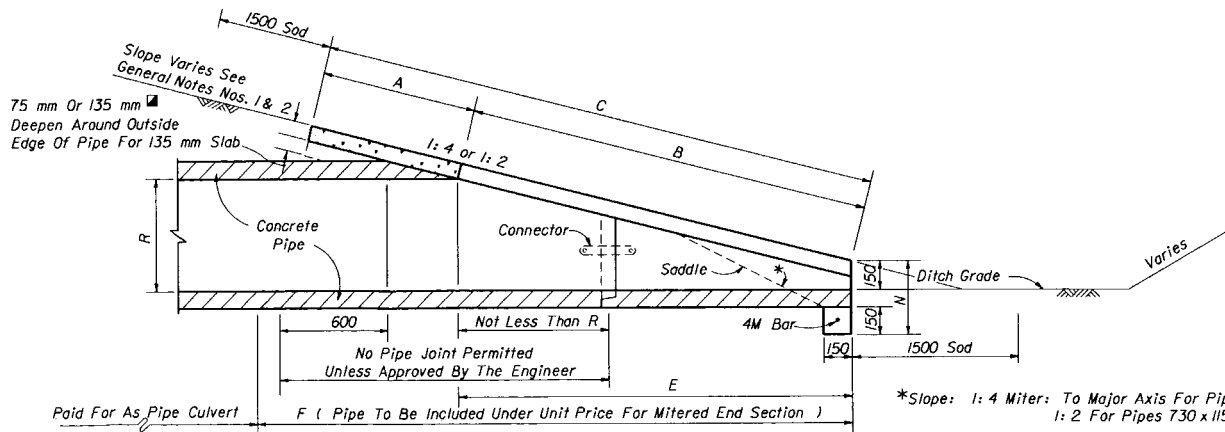 1500 Sod
Slope Varies See
General Notes Nos. 1 & 2
75 mm Or 135 mm
Deepen Around Outside
Edge Of Pipe For 135 mm Slab
A
C
B
1:4 or 1:2
R
Concrete
Pipe
Connector
Saddle
*
150
N
150
Ditch Grade
Varies
4M Bar
600
Not Less Than R
150
1500 Sod
No Pipe Joint Permitted
Unless Approved By The Engineer
E
Paid For As Pipe Culvert
F ( Pipe To Be Included Under Unit Price For Mitered End Section )
*Slope: 1:4 Miter: To Major Axis For Pip
1:2 For Pipes 730 x 115